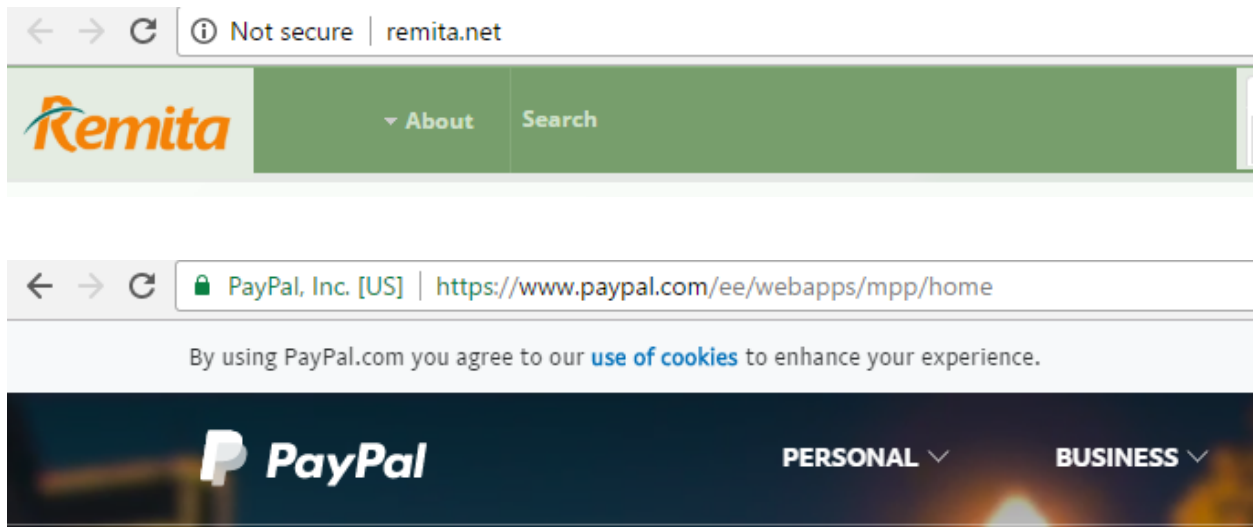 Not secure | remita.net
Remita
About Search
PayPal, Inc. [US] | https://www.paypal.com/ee/webapps/mpp/home
By using PayPal.com you agree to our use of cookies to enhance your experience.
PayPal PERSONAL BUSINESS